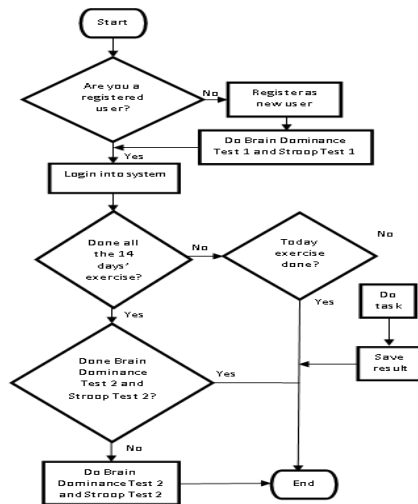 Start
Are you a
registered
user?
No
Register as
new user
Do Brain Dominance
Test 1 and Stroop Test 1
Yes
Login into system
Done all
the 14
days'
exercise?
No
Today
exercise
done?
No
Yes
Yes
Do
task
Save
result
Done Brain
Dominance
Test 2 and
Stroop Test 2?
Yes
No
Do Brain
Dominance Test 2
and Stroop Test 2
End